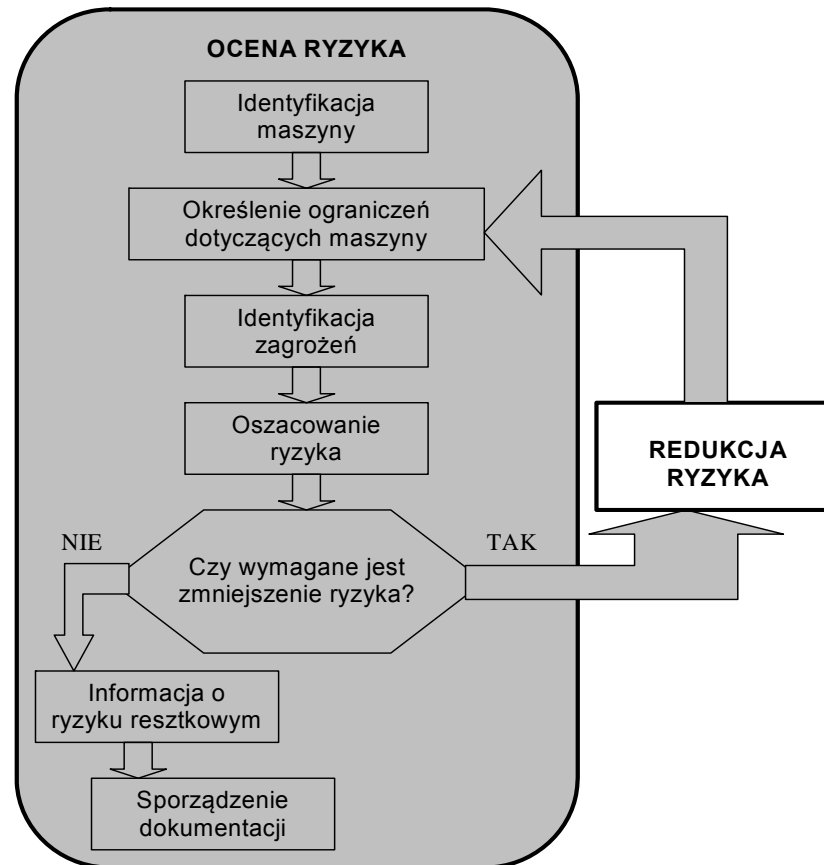 OCENA RYZYKA
Identyfikacja
maszyny
Określenie ograniczeń
dotyczących maszyny
Identyfikacja
zagrożeń
Oszacowanie
ryzyka
REDUKCJA
RYZYKA
NIE
TAK
Czy wymagane jest
zmniejszenie ryzyka?
Informacja o
ryzyku resztkowym
Sporządzenie
dokumentacji